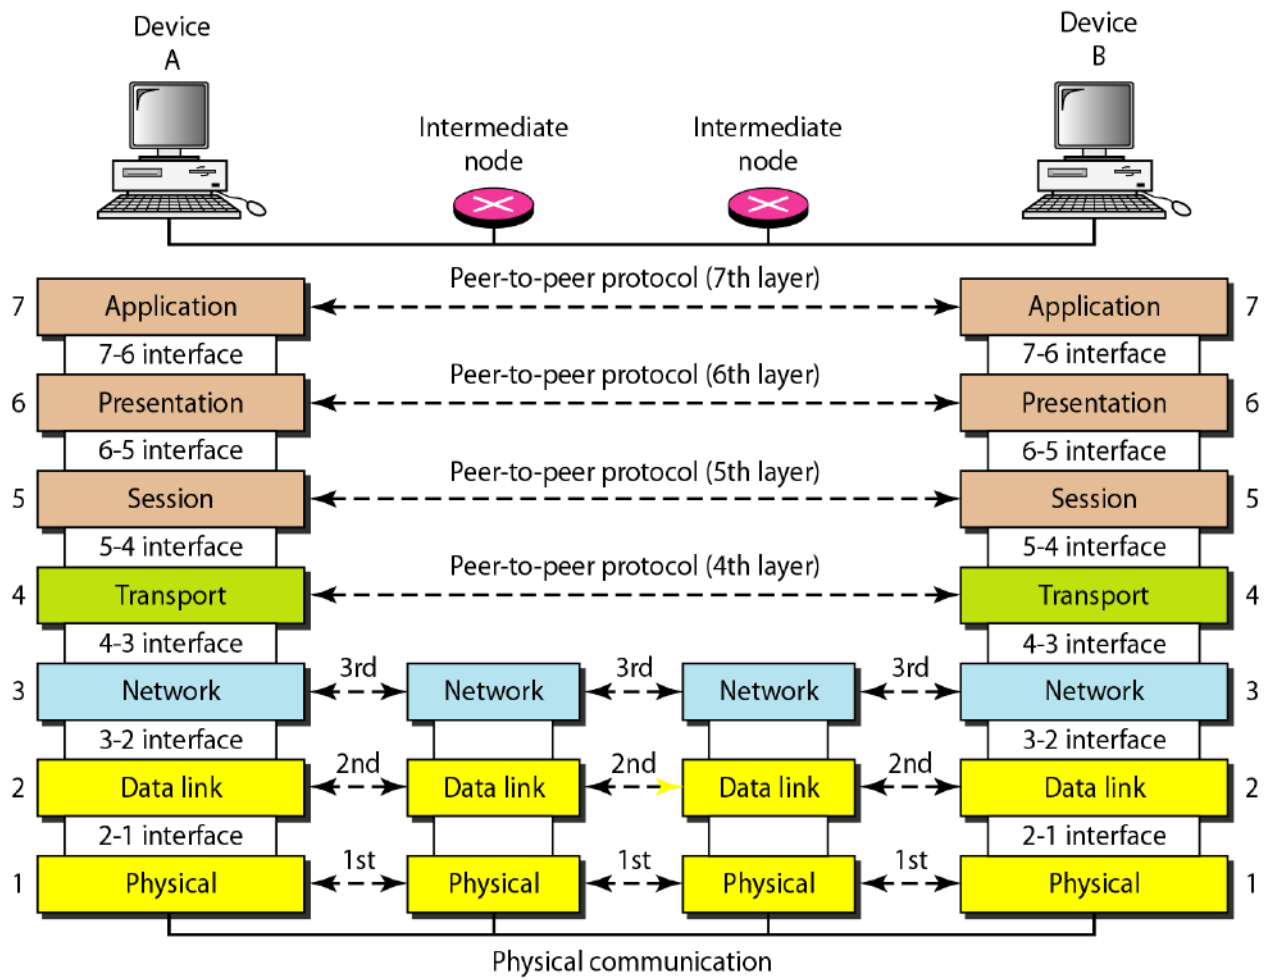 Device
A
Device
B
Intermediate
node
Intermediate
node
Peer-to-peer protocol (7th layer)
7 Application Application 7
7-6 interface 7-6 interface
Peer-to-peer protocol (6th layer)
6 Presentation Presentation 6
6-5 interface 6-5 interface
Peer-to-peer protocol (5th layer)
5 Session Session 5
5-4 interface 5-4 interface
Peer-to-peer protocol (4th layer)
4 Transport Transport 4
4-3 interface 4-3 interface
3rd 3rd 3rd
3 Network Network Network Network 3
3-2 interface 3-2 interface
2nd 2nd 2nd
2 Data link Data link Data link Data link 2
2-1 interface 2-1 interface
1st 1st 1st
1 Physical Physical Physical Physical 1
Physical communication